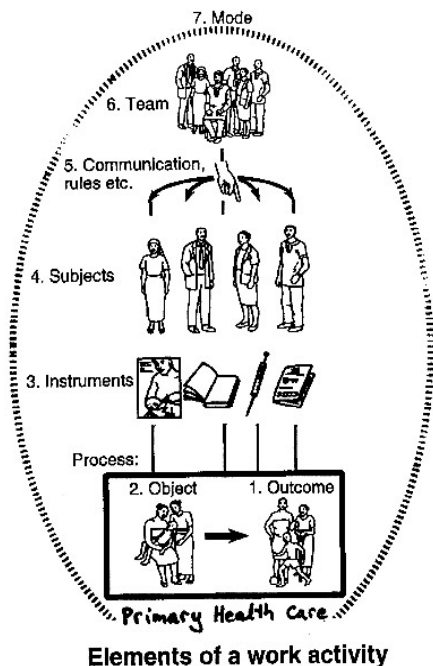 7. Mode
6. Team
5. Communication,
rules etc.
4. Subjects
3. Instruments
Process:
2. Object
1. Outcome
Primary Health Care
Elements of a work activity